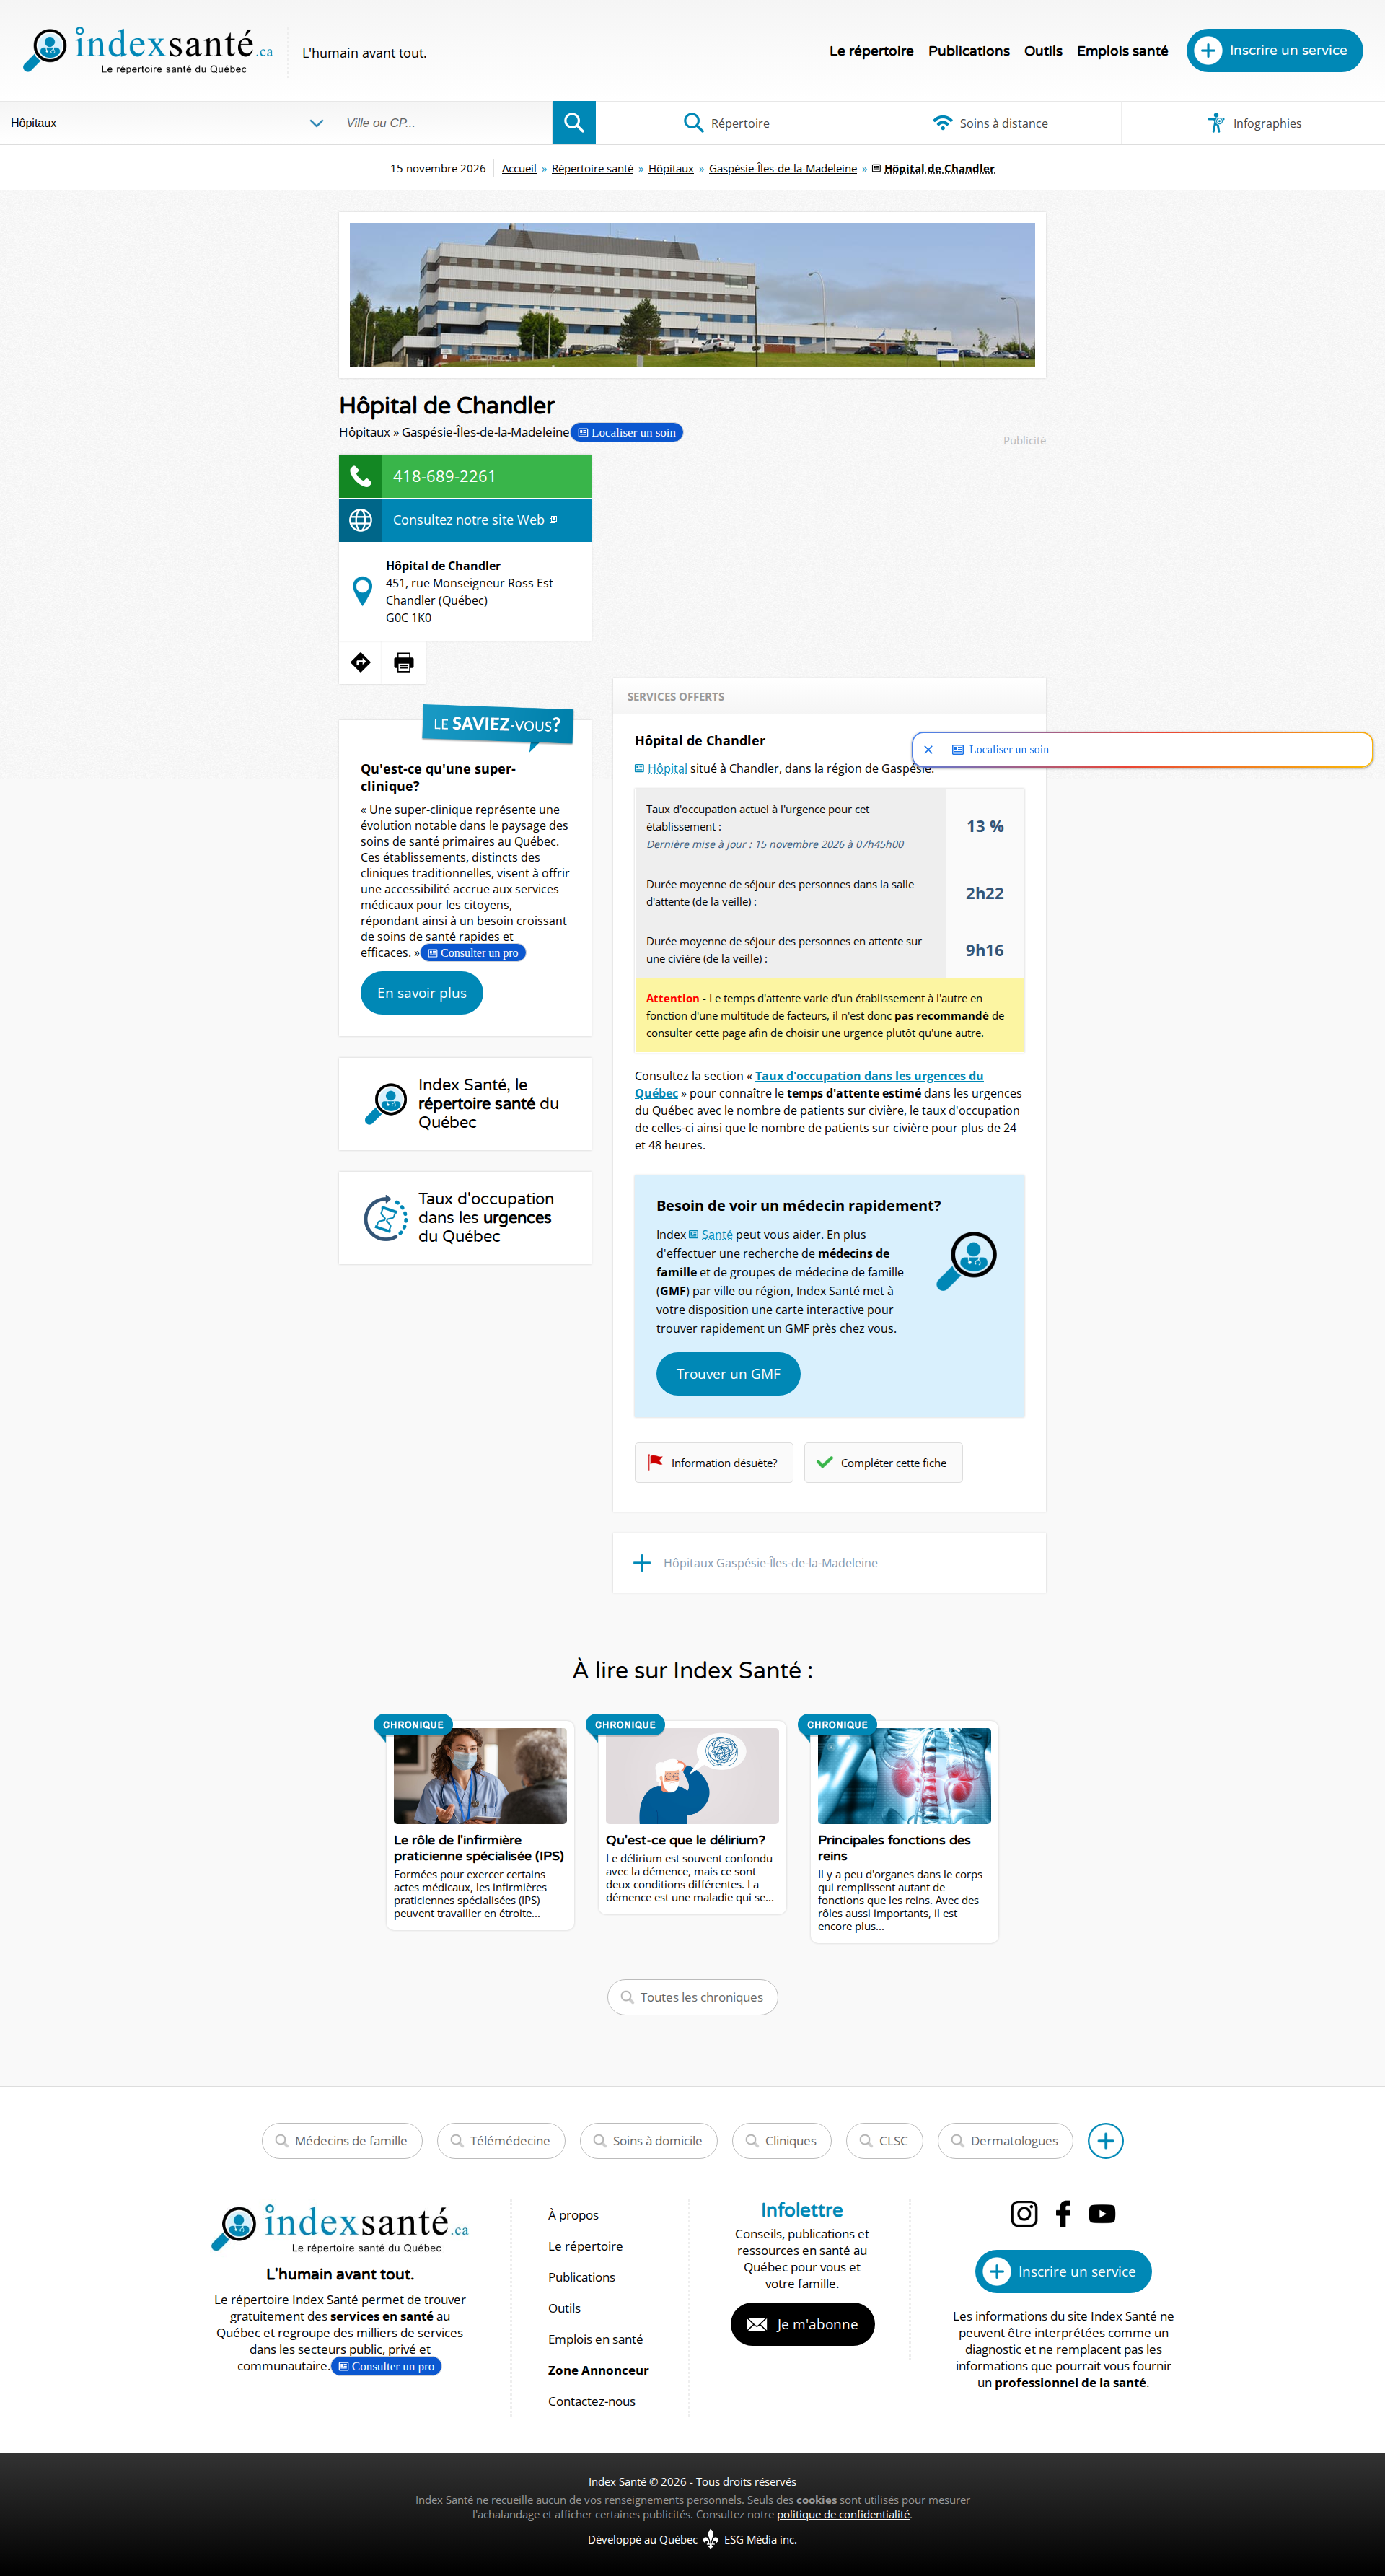 indexsanté.ca
Le répertoire santé du Québec
L'humain avant tout.
Le répertoire
Publications
Outils
Emplois santé
Inscrire un service
Hôpitaux
Ville ou CP...
Répertoire
Soins à distance
Infographies
15 novembre 2026
Accueil » Répertoire santé » Hôpitaux » Gaspésie-Îles-de-la-Madeleine » Hôpital de Chandler
Hôpital de Chandler
Hôpitaux » Gaspésie-Îles-de-la-Madeleine Localiser un soin
Publicité
418-689-2261
Consultez notre site Web
Hôpital de Chandler
451, rue Monseigneur Ross Est
Chandler (Québec)
G0C 1K0
LE SAVIEZ-VOUS?
Qu'est-ce qu'une super-
clinique?
« Une super-clinique représente une
évolution notable dans le paysage des
soins de santé primaires au Québec.
Ces établissements, distincts des
cliniques traditionnelles, visent à offrir
une accessibilité accrue aux services
médicaux pour les citoyens,
répondant ainsi à un besoin croissant
de soins de santé rapides et
efficaces. » Consulter un pro
En savoir plus
Index Santé, le
répertoire santé du
Québec
Taux d'occupation
dans les urgences
du Québec
SERVICES OFFERTS
Hôpital de Chandler
Hôpital situé à Chandler, dans la région de Gaspésie.
Localiser un soin
Taux d'occupation actuel à l'urgence pour cet
établissement :
Dernière mise à jour : 15 novembre 2026 à 07h45h00
13 %
Durée moyenne de séjour des personnes dans la salle
d'attente (de la veille) :
2h22
Durée moyenne de séjour des personnes en attente sur
une civière (de la veille) :
9h16
Attention - Le temps d'attente varie d'un établissement à l'autre en
fonction d'une multitude de facteurs, il n'est donc pas recommandé de
consulter cette page afin de choisir une urgence plutôt qu'une autre.
Consultez la section « Taux d'occupation dans les urgences du
Québec » pour connaître le temps d'attente estimé dans les urgences
du Québec avec le nombre de patients sur civière, le taux d'occupation
de celles-ci ainsi que le nombre de patients sur civière pour plus de 24
et 48 heures.
Besoin de voir un médecin rapidement?
Index Santé peut vous aider. En plus
d'effectuer une recherche de médecins de
famille et de groupes de médecine de famille
(GMF) par ville ou région, Index Santé met à
votre disposition une carte interactive pour
trouver rapidement un GMF près chez vous.
Trouver un GMF
Information désuète?
Compléter cette fiche
Hôpitaux Gaspésie-Îles-de-la-Madeleine
À lire sur Index Santé :
CHRONIQUE
Le rôle de l'infirmière
praticienne spécialisée (IPS)
Formées pour exercer certains
actes médicaux, les infirmières
praticiennes spécialisées (IPS)
peuvent travailler en étroite...
CHRONIQUE
Qu'est-ce que le délirium?
Le délirium est souvent confondu
avec la démence, mais ce sont
deux conditions différentes. La
démence est une maladie qui se...
CHRONIQUE
Principales fonctions des
reins
Il y a peu d'organes dans le corps
qui remplissent autant de
fonctions que les reins. Avec des
rôles aussi importants, il est
encore plus...
Toutes les chroniques
Médecins de famille
Télémédecine
Soins à domicile
Cliniques
CLSC
Dermatologues
indexsanté.ca
Le répertoire santé du Québec
L'humain avant tout.
Le répertoire Index Santé permet de trouver
gratuitement des services en santé au
Québec et regroupe des milliers de services
dans les secteurs public, privé et
communautaire. Consulter un pro
À propos
Le répertoire
Publications
Outils
Emplois en santé
Zone Annonceur
Contactez-nous
Infolettre
Conseils, publications et
ressources en santé au
Québec pour vous et
votre famille.
Je m'abonne
Inscrire un service
Les informations du site Index Santé ne
peuvent être interprétées comme un
diagnostic et ne remplacent pas les
informations que pourrait vous fournir
un professionnel de la santé.
Index Santé © 2026 - Tous droits réservés
Index Santé ne recueille aucun de vos renseignements personnels. Seuls des cookies sont utilisés pour mesurer
l'achalandage et afficher certaines publicités. Consultez notre politique de confidentialité.
Développé au Québec ESG Média inc.